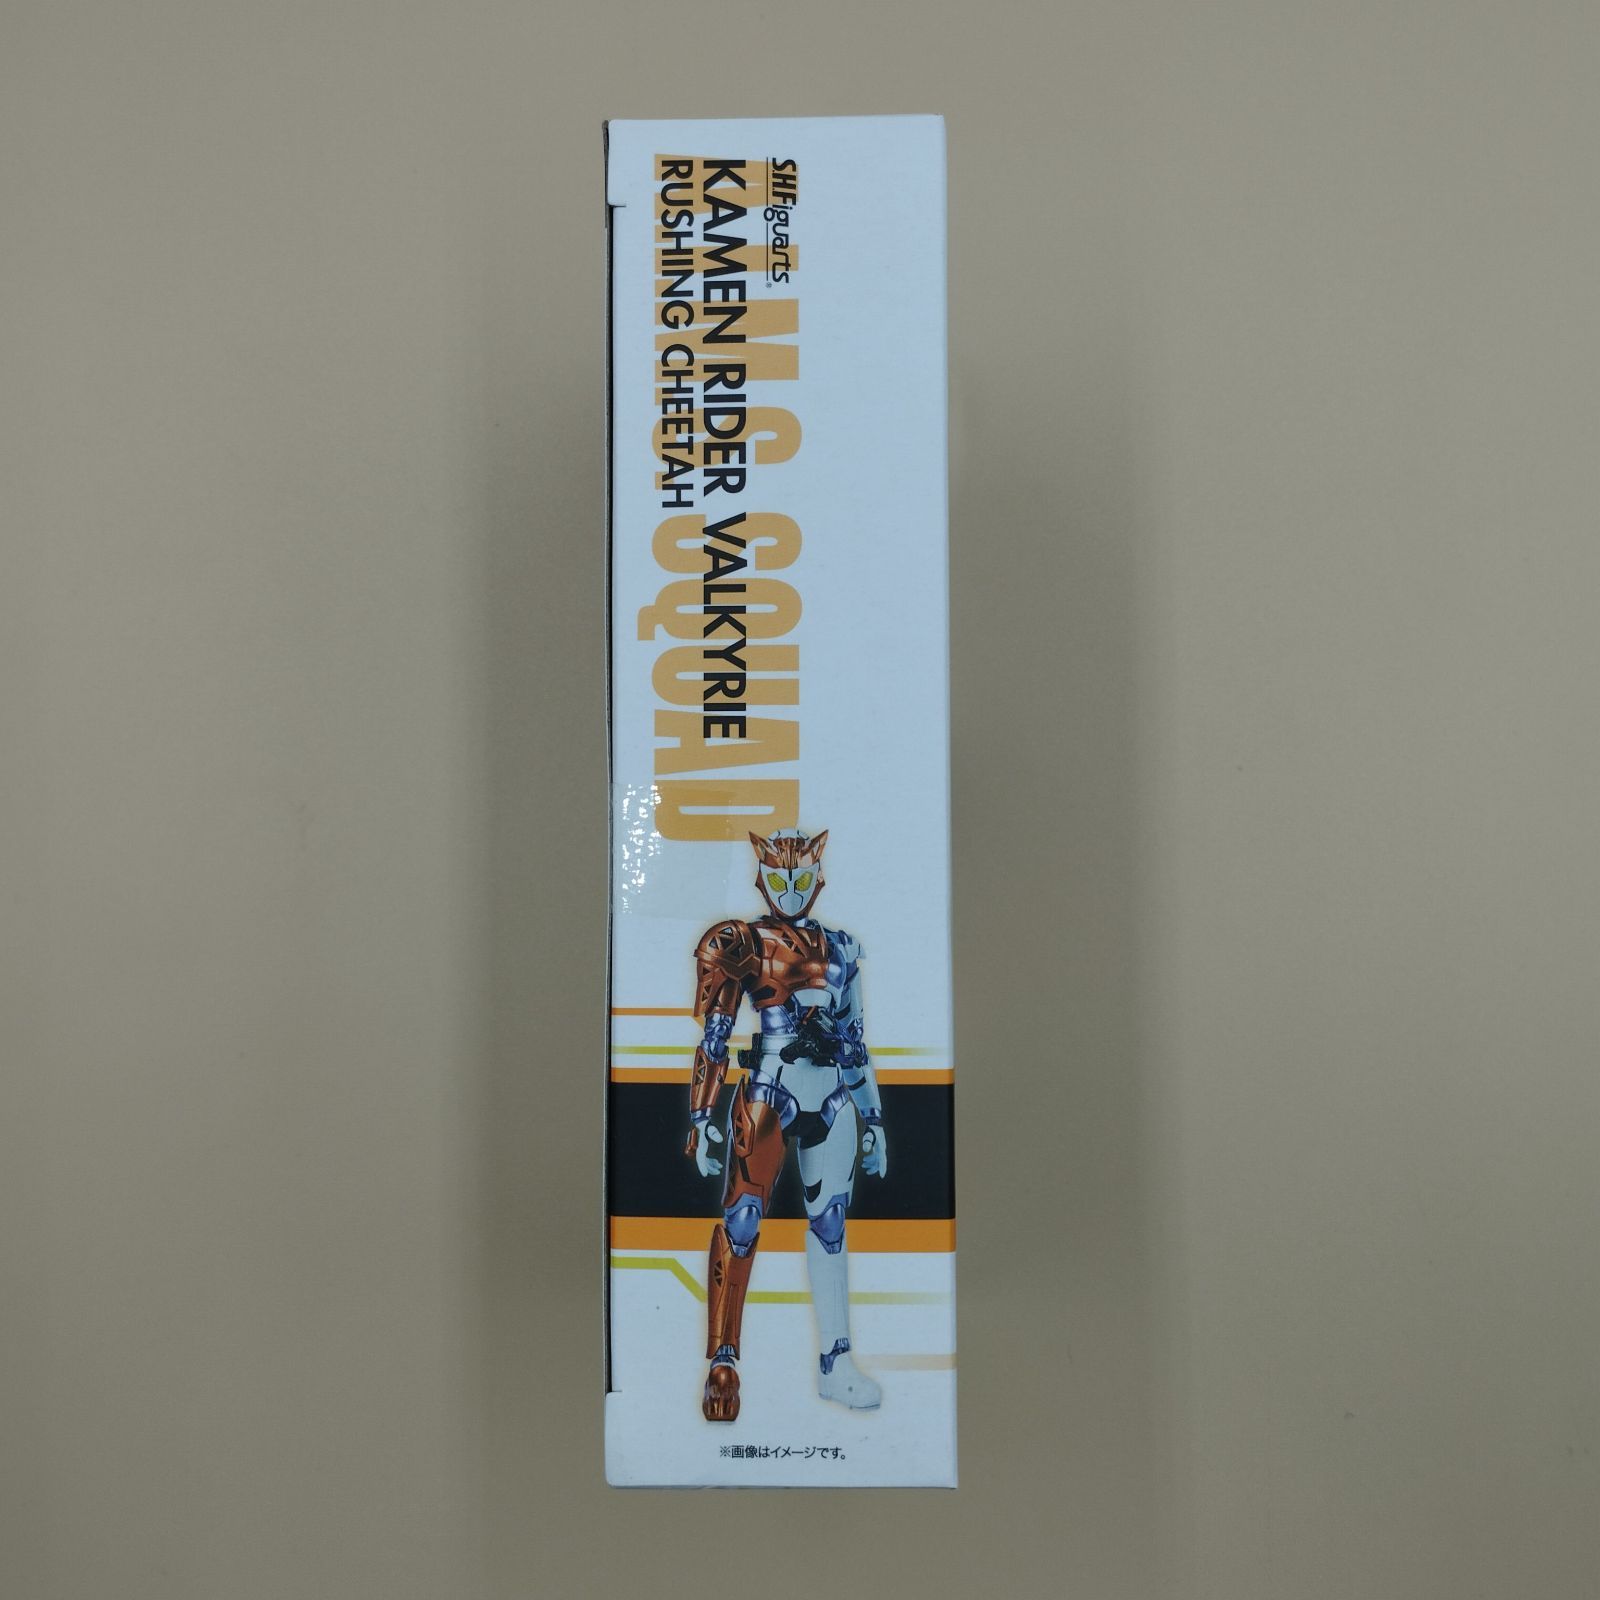 S.H.Figuarts®
KAMEN RIDER VALKYRIE
RUSHING CHEETAH
A.I.M.S. SQUAD
※画像はイメージです。